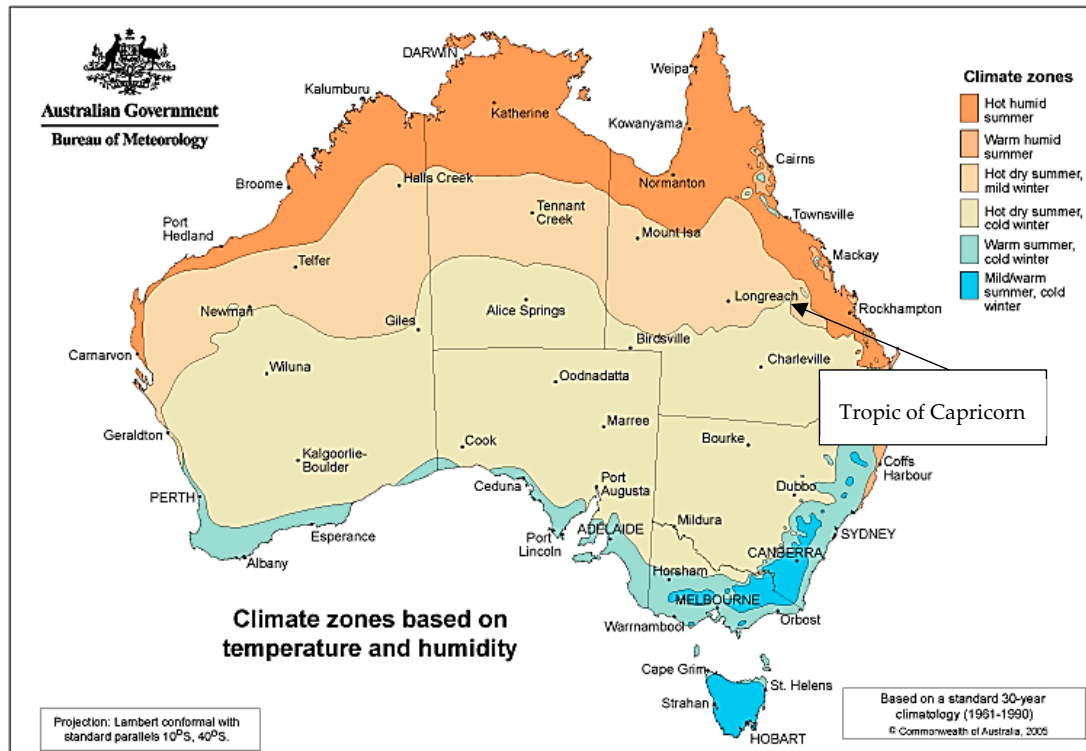 Australian Government
Bureau of Meteorology
DARWIN
Weipa
Kalumburu
Katherine
Kowanyama
Cairns
Broome
Halls Creek
Normanton
Port
Hedland
Tennant
Creek
Townsville
Mount Isa
Mackay
Telfer
Newman
Alice Springs
Longreach
Rockhampton
Giles
Birdsville
Carnarvon
Wiluna
Oodnadatta
Charleville
Tropic of Capricorn
Geraldton
Marree
Cook
Bourke
Kalgoorlie-
Boulder
Coffs
Harbour
PERTH
Ceduna
Port
Augusta
Dubbo
Esperance
Mildura
SYDNEY
Albany
Port
Lincoln
ADELAIDE
CANBERRA
Horsham
MELBOURNE
Warrnambool
Orbost
Cape Grim
St. Helens
Strahan
HOBART
Climate zones
Hot humid
summer
Warm humid
summer
Hot dry summer,
mild winter
Hot dry summer,
cold winter
Warm summer,
cold winter
Mild/warm
summer, cold
winter
Climate zones based on
temperature and humidity
Projection: Lambert conformal with
standard parallels 10ºS, 40ºS.
Based on a standard 30-year
climatology (1961-1990)
© Commonwealth of Australia, 2005